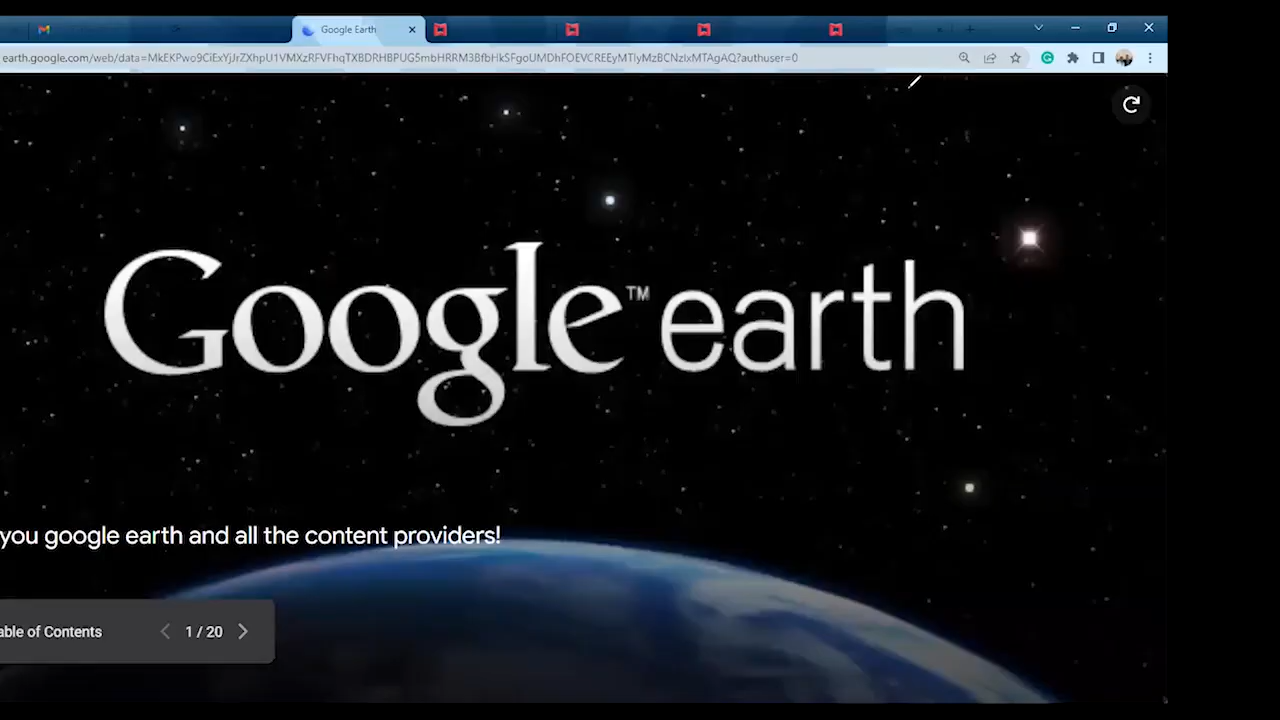 Google Earth
earth.google.com/web/data=MkEKPwo9CiExYjJrZXhpU1VMXzRFVFhqTXBDRHBPUG5mbHRRM3BfbHkSFgoUMDhFOEVCREEyMTIyMzBCNzIxMTAgAQ?authuser=0
Google™ earth
you google earth and all the content providers!
able of Contents
1 / 20